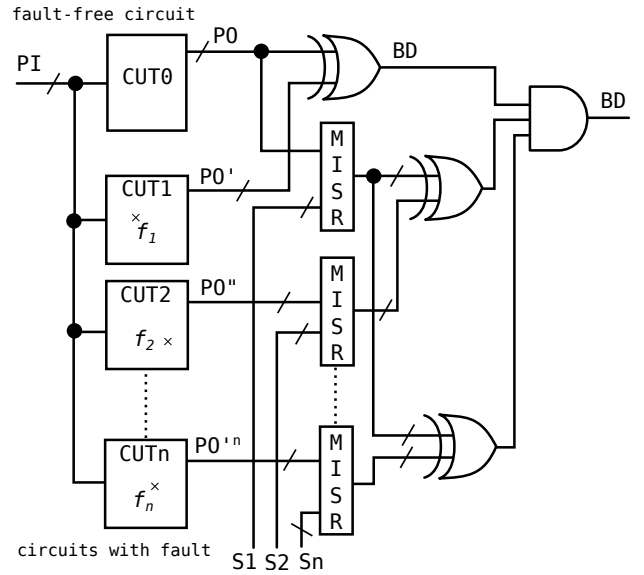 fault-free circuit
PI
CUT0
PO
BD
BD
CUT1
× f₁
PO'
M
I
S
R
CUT2
f₂ ×
PO"
M
I
S
R
CUTn
fₙ ×
PO'ⁿ
M
I
S
R
circuits with fault
S1 S2 Sn